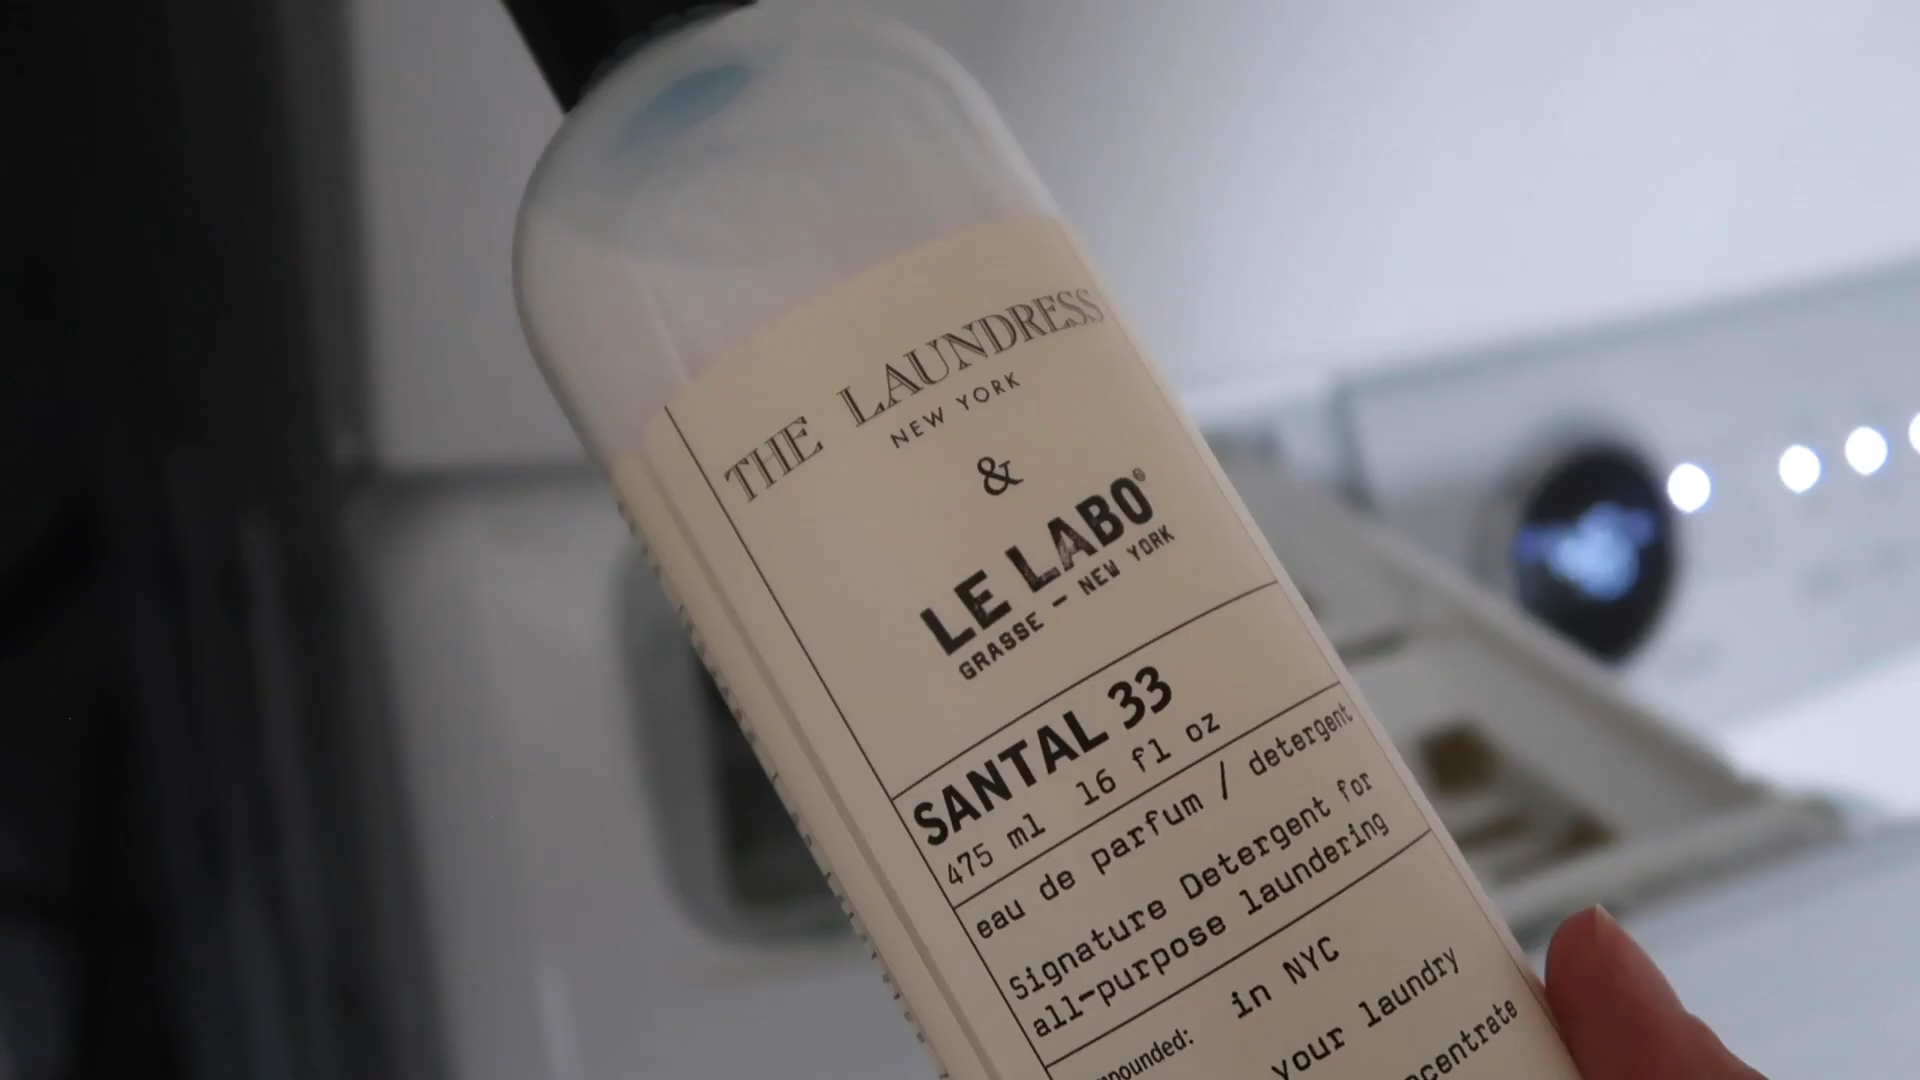 THE LAUNDRESS
NEW YORK
&
LE LABO®
GRASSE — NEW YORK
SANTAL 33
475 ml 16 fl oz
eau de parfum / detergent
Signature Detergent for
all-purpose laundering
in NYC
your laundry